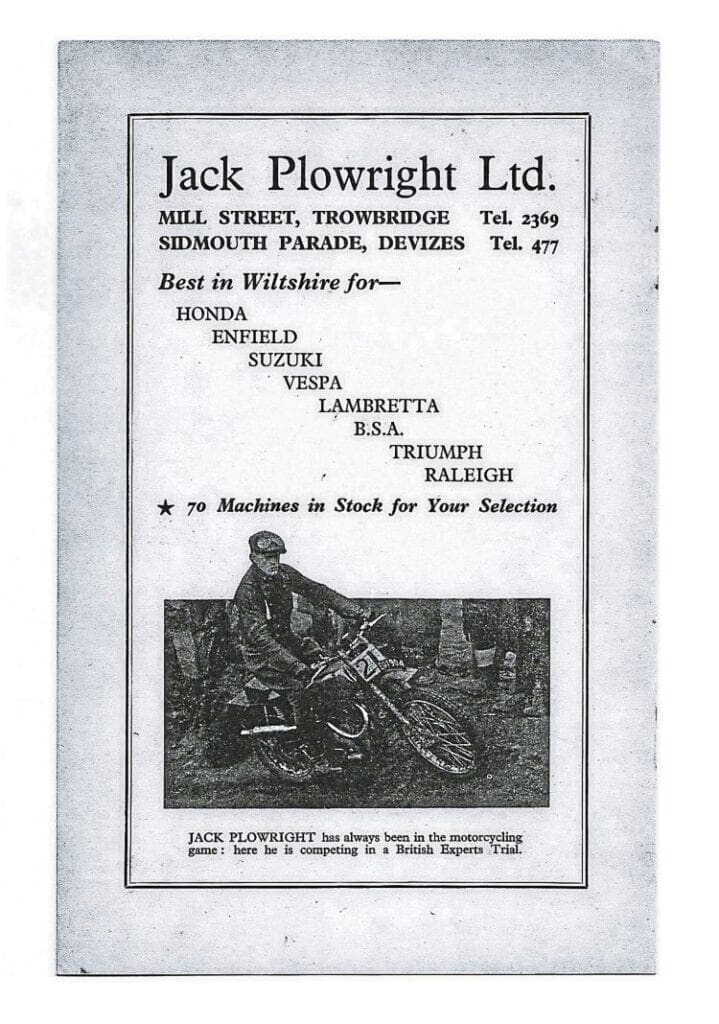 Jack Plowright Ltd.
MILL STREET, TROWBRIDGE Tel. 2369
SIDMOUTH PARADE, DEVIZES Tel. 477
Best in Wiltshire for—
HONDA
ENFIELD
SUZUKI
VESPA
LAMBRETTA
B.S.A.
TRIUMPH
RALEIGH
★ 70 Machines in Stock for Your Selection
21
JACK PLOWRIGHT has always been in the motorcycling
game : here he is competing in a British Experts Trial.